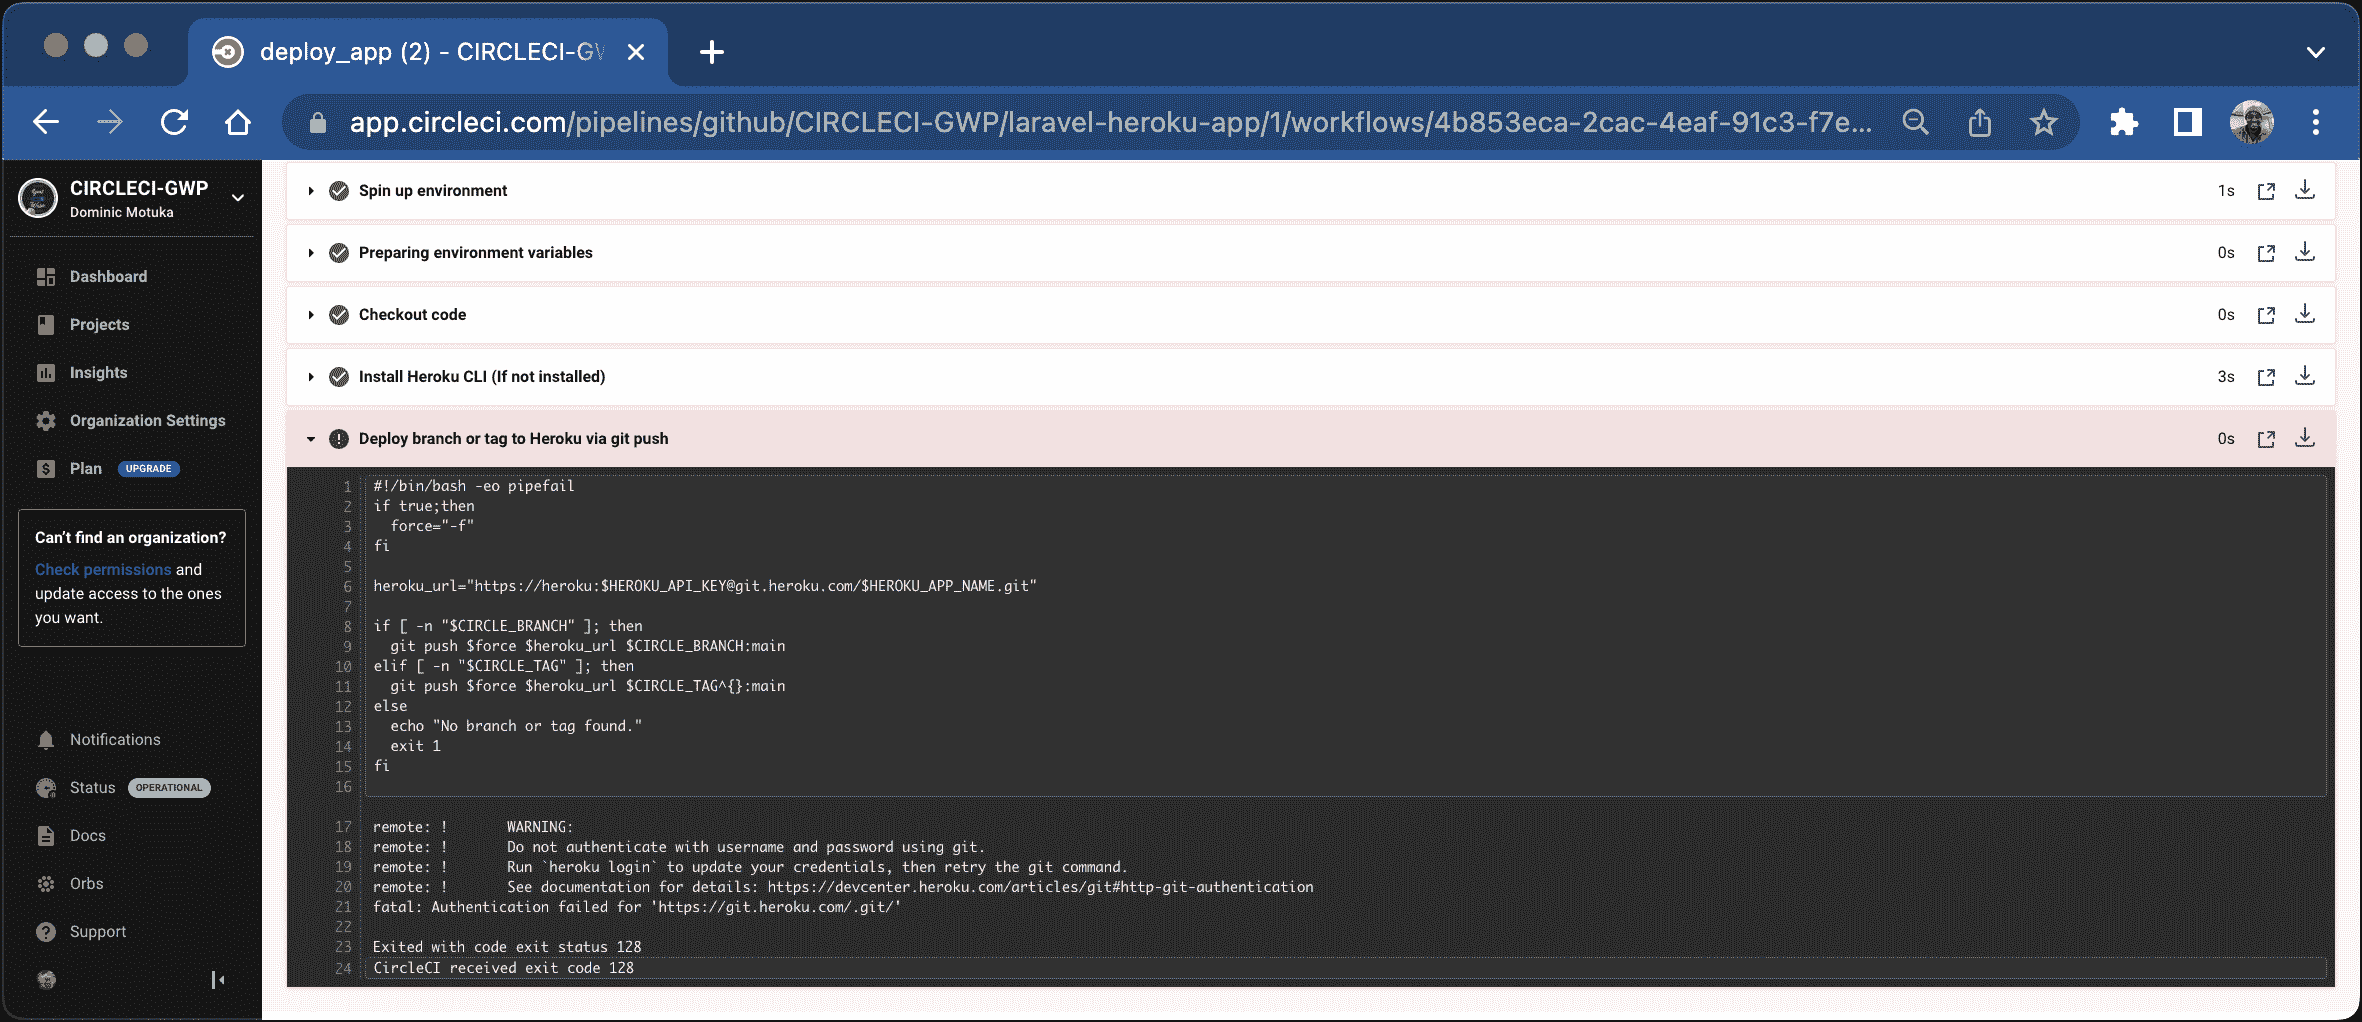 deploy_app (2) - CIRCLECI-GW
app.circleci.com/pipelines/github/CIRCLECI-GWP/laravel-heroku-app/1/workflows/4b853eca-2cac-4eaf-91c3-f7e...
CIRCLECI-GWP
Dominic Motuka
Dashboard
Projects
Insights
Organization Settings
Plan UPGRADE
Can't find an organization?
Check permissions and
update access to the ones
you want.
Notifications
Status OPERATIONAL
Docs
Orbs
Support
Spin up environment 1s
Preparing environment variables 0s
Checkout code 0s
Install Heroku CLI (If not installed) 3s
Deploy branch or tag to Heroku via git push 0s
1 #!/bin/bash -eo pipefail
2 if true;then
3   force="-f"
4 fi
5
6 heroku_url="https://heroku:$HEROKU_API_KEY@git.heroku.com/$HEROKU_APP_NAME.git"
7
8 if [ -n "$CIRCLE_BRANCH" ]; then
9   git push $force $heroku_url $CIRCLE_BRANCH:main
10 elif [ -n "$CIRCLE_TAG" ]; then
11   git push $force $heroku_url $CIRCLE_TAG^{}:main
12 else
13   echo "No branch or tag found."
14   exit 1
15 fi
16
17 remote: !       WARNING:
18 remote: !       Do not authenticate with username and password using git.
19 remote: !       Run `heroku login` to update your credentials, then retry the git command.
20 remote: !       See documentation for details: https://devcenter.heroku.com/articles/git#http-git-authentication
21 fatal: Authentication failed for 'https://git.heroku.com/.git/'
22
23 Exited with code exit status 128
24 CircleCI received exit code 128